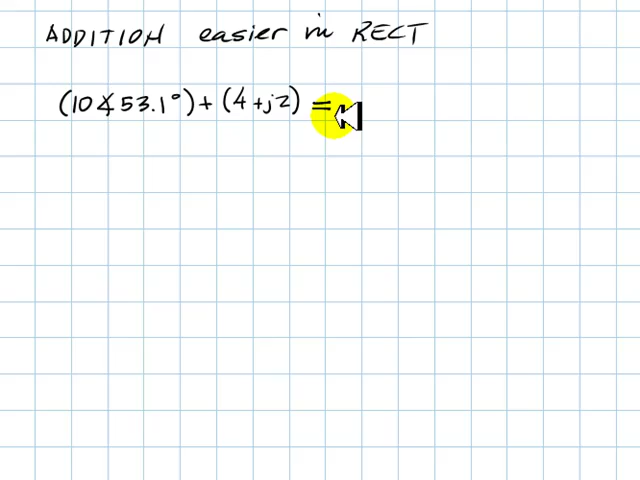 ADDITION easier in RECT
(10∡53.1°) + (4 + j2) =